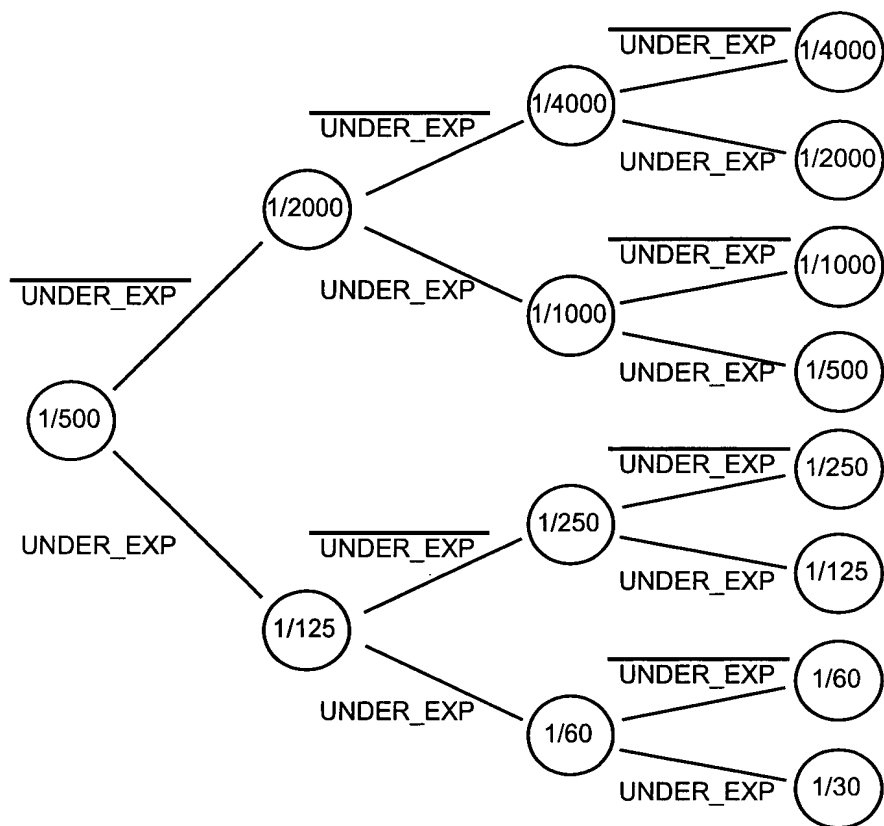 UNDER_EXP
1/4000
1/4000
UNDER_EXP
UNDER_EXP
1/2000
1/2000
UNDER_EXP
1/1000
UNDER_EXP
UNDER_EXP
1/1000
UNDER_EXP
1/500
1/500
UNDER_EXP
1/250
1/250
UNDER_EXP
UNDER_EXP
UNDER_EXP
1/125
1/125
UNDER_EXP
1/60
UNDER_EXP
1/60
UNDER_EXP
1/30